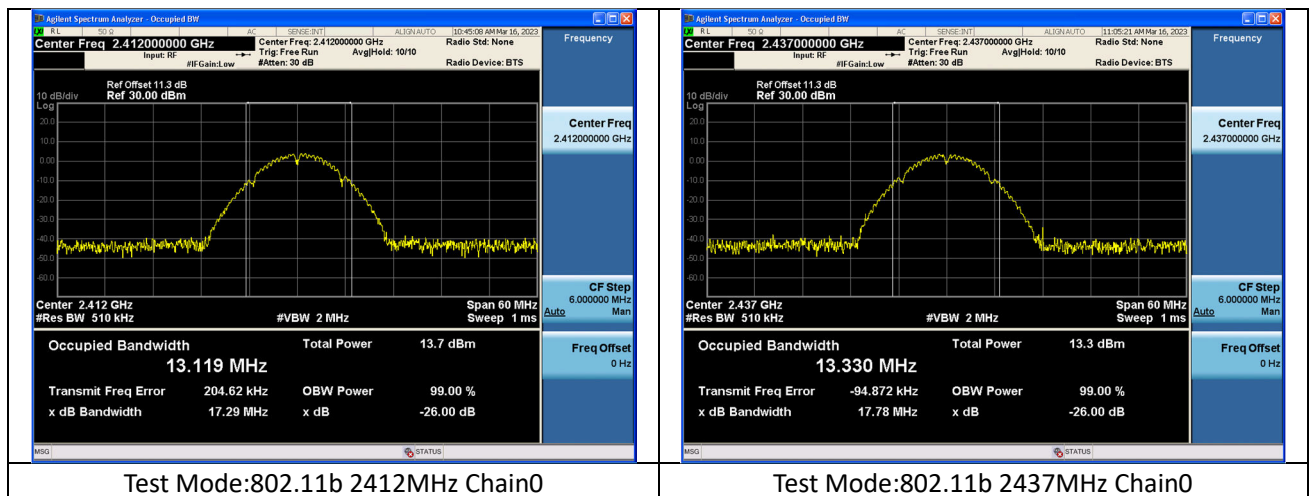 Agilent Spectrum Analyzer - Occupied BW
RL 50 Ω AC SENSE:INT ALIGNAUTO 10:45:08 AM Mar 16, 2023
Center Freq 2.412000000 GHz
Input: RF
#IFGain:Low
Center Freq: 2.412000000 GHz
Trig: Free Run Avg|Hold: 10/10
#Atten: 30 dB
Radio Std: None
Radio Device: BTS
Frequency
Ref Offset 11.3 dB
10 dB/div Ref 30.00 dBm
Log
20.0
10.0
0.00
-10.0
-20.0
-30.0
-40.0
-50.0
-60.0
Center Freq
2.412000000 GHz
Center 2.412 GHz Span 60 MHz
#Res BW 510 kHz #VBW 2 MHz Sweep 1 ms
CF Step
6.000000 MHz
Auto Man
Occupied Bandwidth Total Power 13.7 dBm
13.119 MHz
Transmit Freq Error 204.62 kHz OBW Power 99.00 %
x dB Bandwidth 17.29 MHz x dB -26.00 dB
Freq Offset
0 Hz
MSG STATUS
Test Mode:802.11b 2412MHz Chain0
Agilent Spectrum Analyzer - Occupied BW
RL 50 Ω AC SENSE:INT ALIGNAUTO 11:05:21 AM Mar 16, 2023
Center Freq 2.437000000 GHz
Input: RF
#IFGain:Low
Center Freq: 2.437000000 GHz
Trig: Free Run Avg|Hold: 10/10
#Atten: 30 dB
Radio Std: None
Radio Device: BTS
Frequency
Ref Offset 11.3 dB
10 dB/div Ref 30.00 dBm
Log
20.0
10.0
0.00
-10.0
-20.0
-30.0
-40.0
-50.0
-60.0
Center Freq
2.437000000 GHz
Center 2.437 GHz Span 60 MHz
#Res BW 510 kHz #VBW 2 MHz Sweep 1 ms
CF Step
6.000000 MHz
Auto Man
Occupied Bandwidth Total Power 13.3 dBm
13.330 MHz
Transmit Freq Error -94.872 kHz OBW Power 99.00 %
x dB Bandwidth 17.78 MHz x dB -26.00 dB
Freq Offset
0 Hz
MSG STATUS
Test Mode:802.11b 2437MHz Chain0